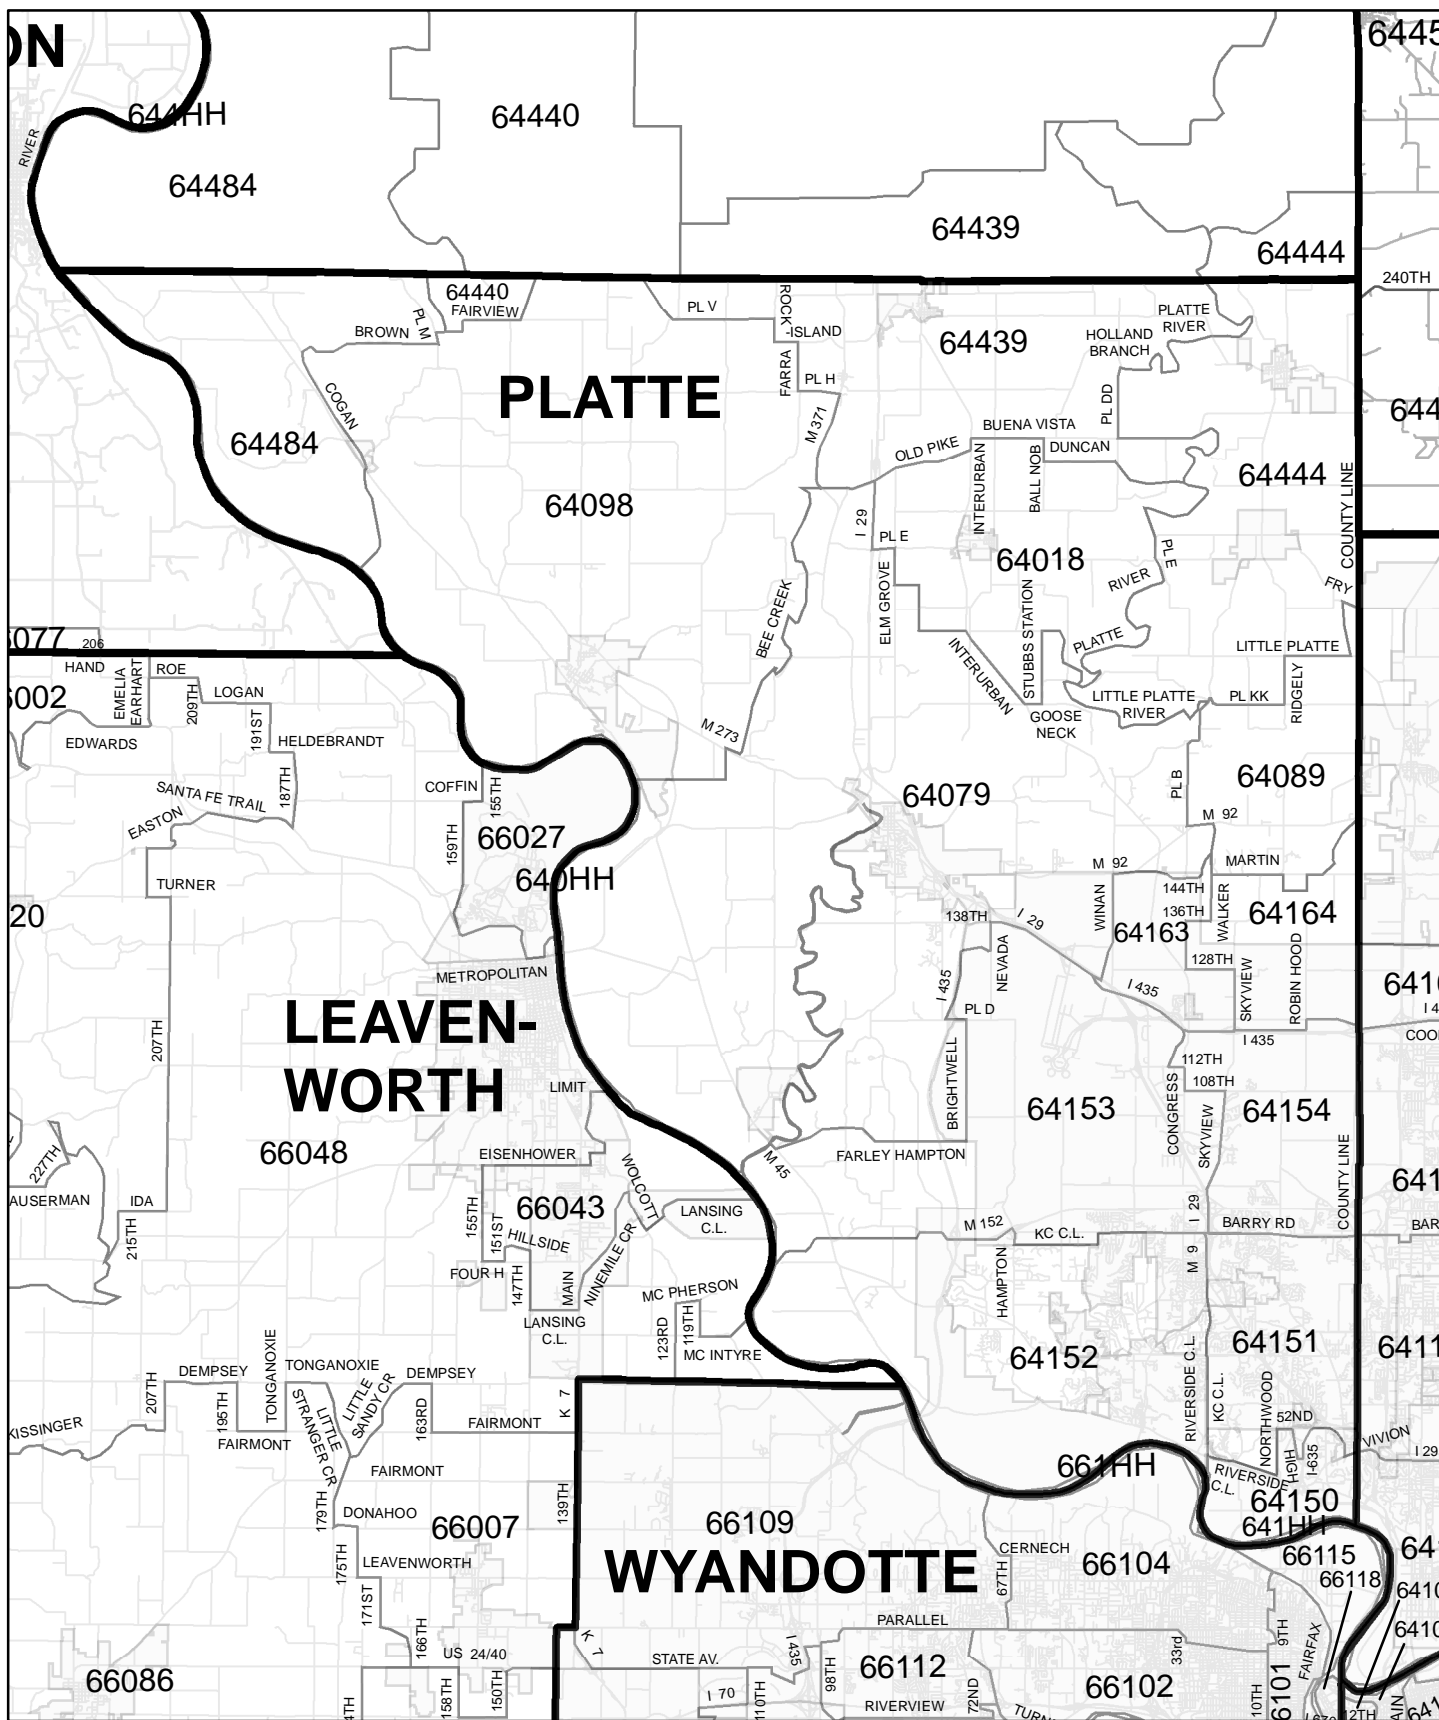 ON
6445
RIVER
644HH
64440
64484
64439
64444
240TH
64440
FAIRVIEW
PL M
BROWN
PL V
ROCK
-ISLAND
PLATTE
RIVER
HOLLAND
BRANCH
64439
COGAN
PLATTE
FARRA
PL H
PL DD
644
M 371
BUENA VISTA
64484
OLD PIKE
INTERURBAN
BALL NOB
DUNCAN
64444
COUNTY LINE
64098
I 29
PL E
64018
PL E
RIVER
FRY
ELM GROVE
BEE CREEK
STUBBS STATION
PLATTE
LITTLE PLATTE
6077
206
HAND
ROE
6002
EMELIA
EARHART
209TH
LOGAN
191ST
HELDEBRANDT
EDWARDS
INTERURBAN
LITTLE PLATTE
RIVER
PL KK
RIDGELY
GOOSE
NECK
M 273
187TH
COFFIN
155TH
SANTA FE TRAIL
EASTON
64079
PL B
64089
M 92
66027
159TH
640HH
TURNER
M 92
MARTIN
144TH
136TH
WALKER
WINAN
64163
64164
20
138TH
I 29
NEVADA
128TH
METROPOLITAN
I 435
I 435
SKYVIEW
ROBIN HOOD
PL D
LEAVEN-
WORTH
207TH
I 435
BRIGHTWELL
112TH
108TH
LIMIT
CONGRESS
64153
64154
SKYVIEW
66048
227TH
EISENHOWER
FARLEY HAMPTON
M 45
COUNTY LINE
WOLCOTT
AUSERMAN
IDA
66043
155TH
151ST
LANSING
C.L.
215TH
HILLSIDE
M 152
KC C.L.
I 29
BARRY RD
BAR
FOUR H
147TH
MAIN
NINEMILE CR
HAMPTON
M 9
MC PHERSON
LANSING
C.L.
123RD
119TH
MC INTYRE
64152
64151
6411
RIVERSIDE C.L.
KC C.L.
DEMPSEY
TONGANOXIE
TONGANOXIE
DEMPSEY
207TH
195TH
LITTLE
STRANGER CR
LITTLE
SANDY CR
163RD
K 7
KISSINGER
FAIRMONT
FAIRMONT
NORTHWOOD
52ND
HIGH
I-635
VIVION
I 29
FAIRMONT
661HH
RIVERSIDE
C.L.
179TH
DONAHOO
139TH
66007
66109
64150
641HH
WYANDOTTE
CERNECH
66104
66115
66118
175TH
LEAVENWORTH
171ST
67TH
6410
6410
PARALLEL
166TH
US 24/40
K 7
STATE AV.
I 435
98TH
66112
33rd
9TH
FAIRFAX
66086
158TH
150TH
I 70
110TH
RIVERVIEW
72ND
66102
10TH
12TH